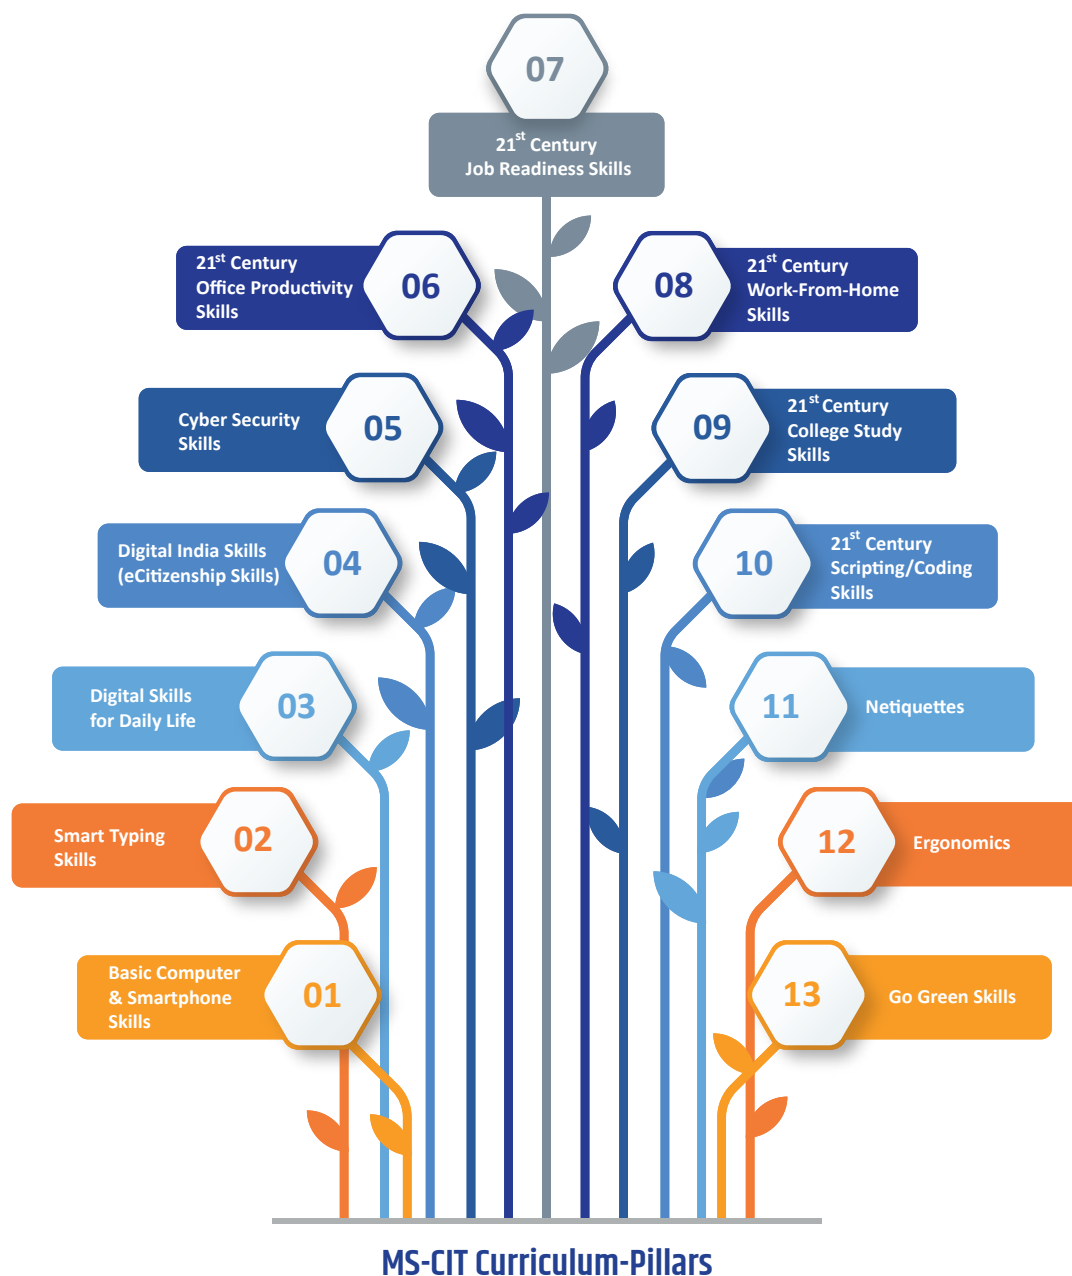 07
21st Century
Job Readiness Skills
21st Century
Office Productivity
Skills
06
08
21st Century
Work-From-Home
Skills
Cyber Security
Skills
05
09
21st Century
College Study
Skills
Digital India Skills
(eCitizenship Skills)
04
10
21st Century
Scripting/Coding
Skills
Digital Skills
for Daily Life
03
11
Netiquettes
Smart Typing
Skills
02
12
Ergonomics
Basic Computer
& Smartphone
Skills
01
13
Go Green Skills
MS-CIT Curriculum-Pillars